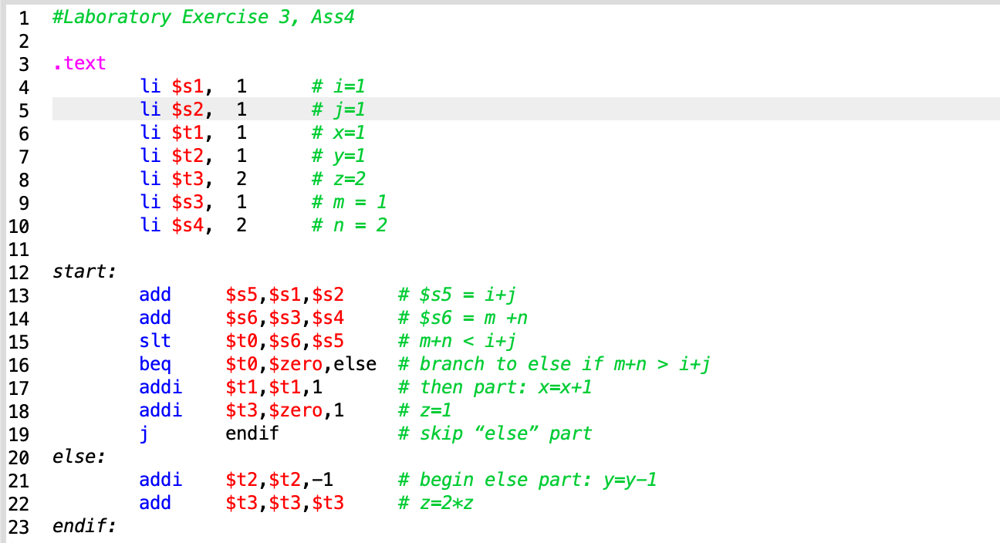 1 #Laboratory Exercise 3, Ass4
2
3 .text
4 li $s1, 1 # i=1
5 li $s2, 1 # j=1
6 li $t1, 1 # x=1
7 li $t2, 1 # y=1
8 li $t3, 2 # z=2
9 li $s3, 1 # m = 1
10 li $s4, 2 # n = 2
11
12 start:
13 add $s5,$s1,$s2 # $s5 = i+j
14 add $s6,$s3,$s4 # $s6 = m +n
15 slt $t0,$s6,$s5 # m+n < i+j
16 beq $t0,$zero,else # branch to else if m+n > i+j
17 addi $t1,$t1,1 # then part: x=x+1
18 addi $t3,$zero,1 # z=1
19 j endif # skip “else” part
20 else:
21 addi $t2,$t2,−1 # begin else part: y=y−1
22 add $t3,$t3,$t3 # z=2*z
23 endif: